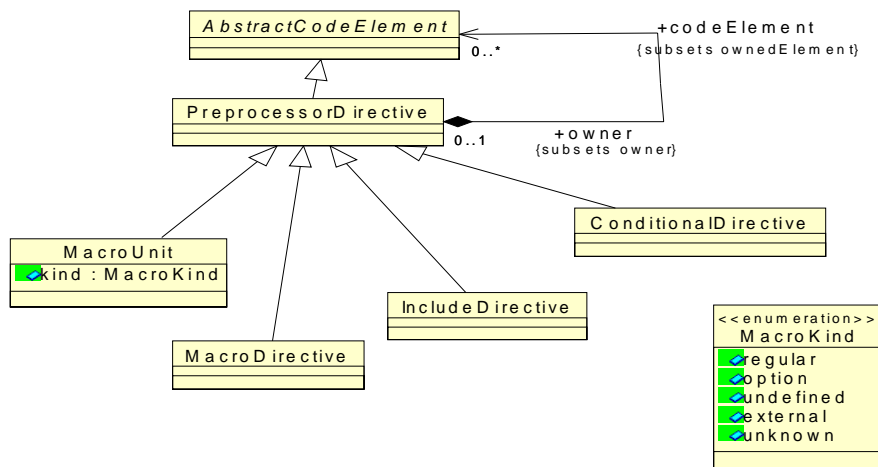 AbstractCodeElement
+codeElement
0..*
{subsets ownedElement}
PreprocessorDirective
0..1
+owner
{subsets owner}
ConditionalDirective
MacroUnit
kind : MacroKind
IncludeDirective
MacroDirective
<<enumeration>>
MacroKind
regular
option
undefined
external
unknown